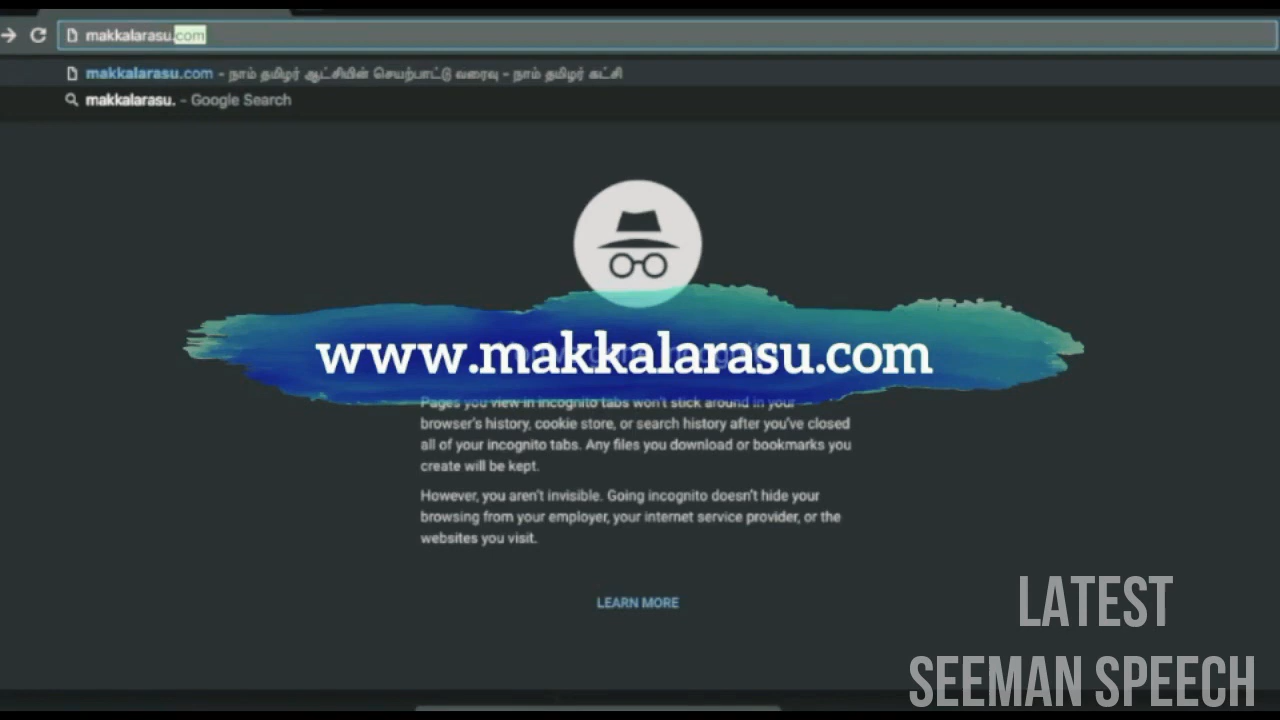 makkalarasu.com
makkalarasu.com - நாம் தமிழர் ஆட்சியின் செயற்பாட்டு வரைவு - நாம் தமிழர் கட்சி
makkalarasu. - Google Search
www.makkalarasu.com
Pages you view in incognito tabs won't stick around in your
browser's history, cookie store, or search history after you've closed
all of your incognito tabs. Any files you download or bookmarks you
create will be kept.
However, you aren't invisible. Going incognito doesn't hide your
browsing from your employer, your internet service provider, or the
websites you visit.
LEARN MORE
LATEST
SEEMAN SPEECH